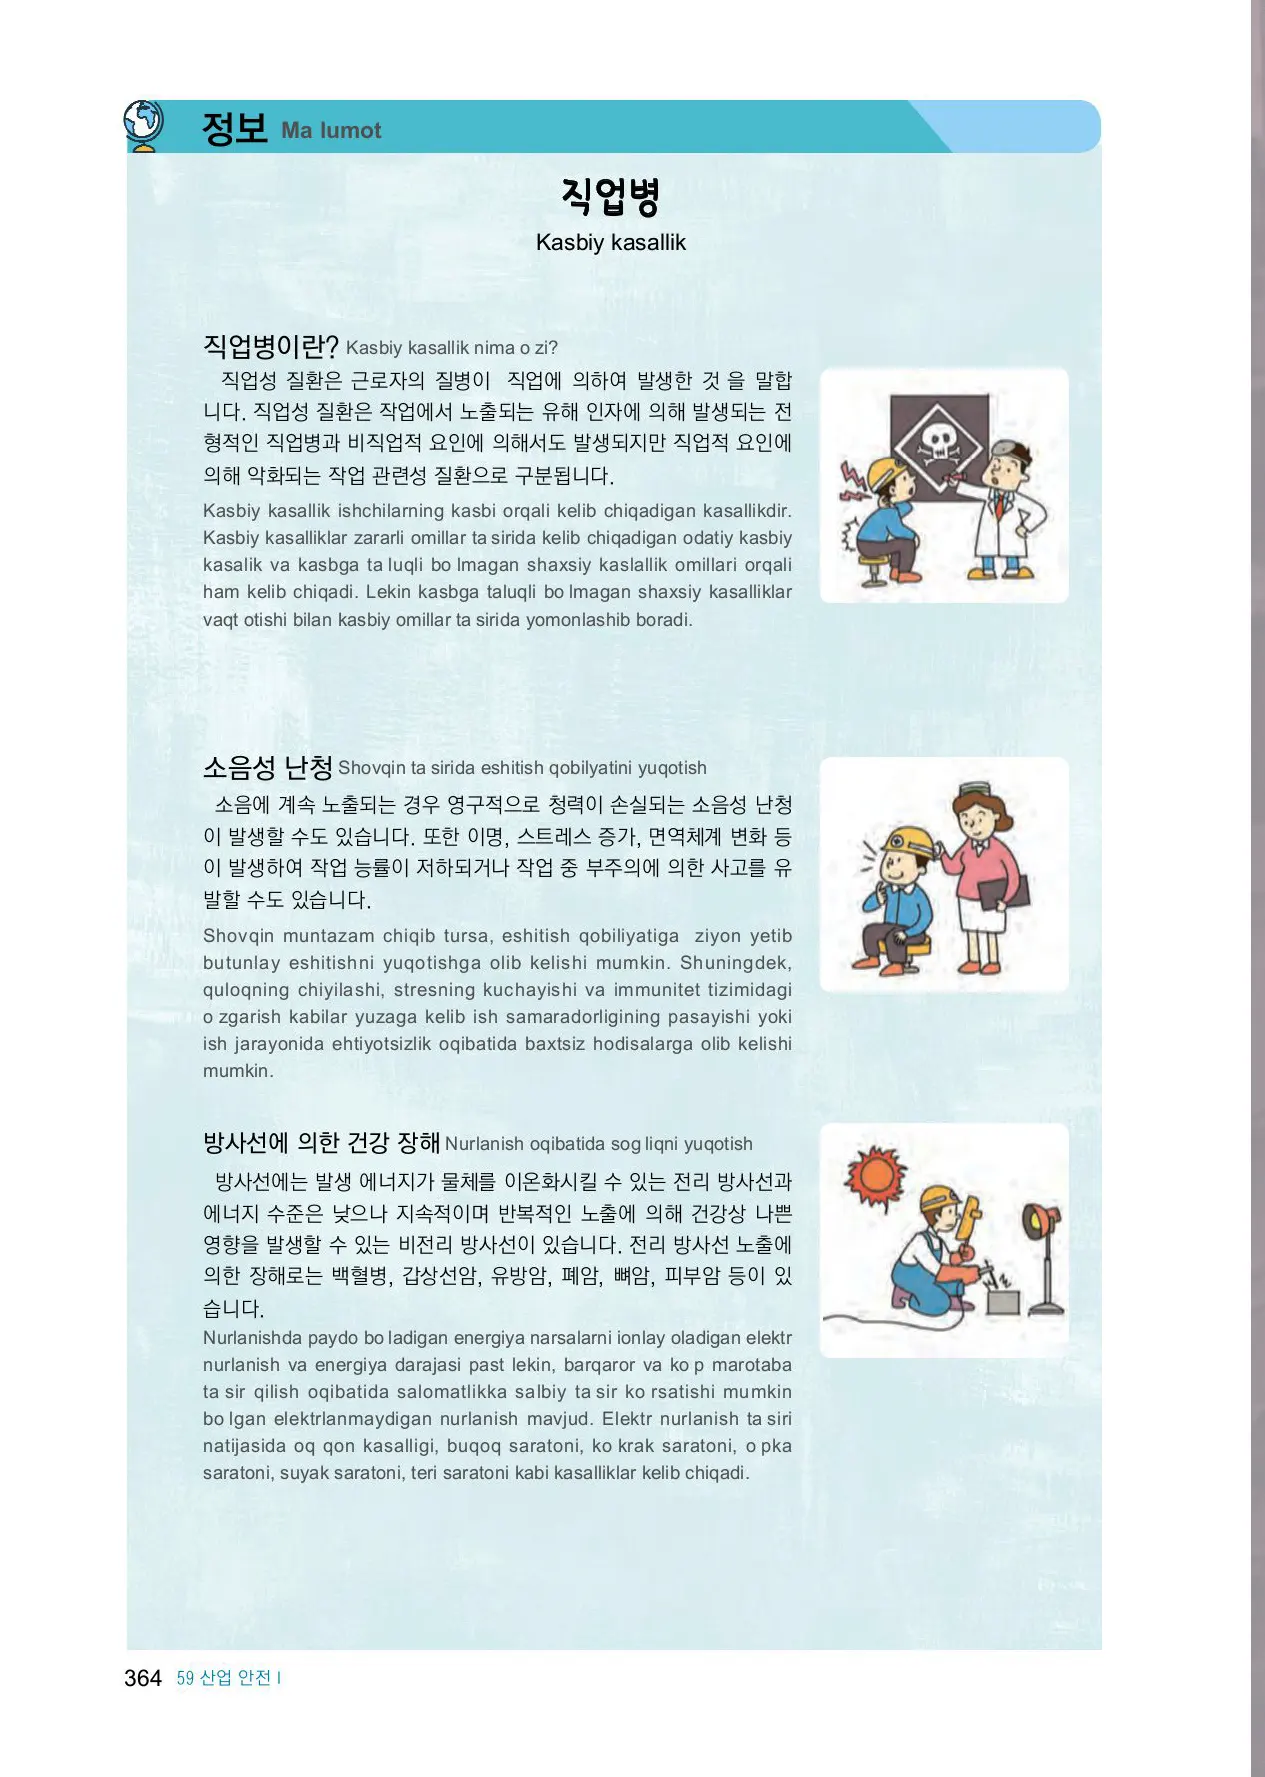 정보 Ma lumot
직업병
Kasbiy kasallik
직업병이란? Kasbiy kasallik nima o zi?
직업성 질환은 근로자의 질병이 직업에 의하여 발생한 것 을 말합
니다. 직업성 질환은 작업에서 노출되는 유해 인자에 의해 발생되는 전
형적인 직업병과 비직업적 요인에 의해서도 발생되지만 직업적 요인에
의해 악화되는 작업 관련성 질환으로 구분됩니다.
Kasbiy kasallik ishchilarning kasbi orqali kelib chiqadigan kasallikdir.
Kasbiy kasalliklar zararli omillar ta sirida kelib chiqadigan odatiy kasbiy
kasalik va kasbga ta luqli bo lmagan shaxsiy kaslallik omillari orqali
ham kelib chiqadi. Lekin kasbga taluqli bo lmagan shaxsiy kasalliklar
vaqt otishi bilan kasbiy omillar ta sirida yomonlashib boradi.
소음성 난청 Shovqin ta sirida eshitish qobilyatini yuqotish
소음에 계속 노출되는 경우 영구적으로 청력이 손실되는 소음성 난청
이 발생할 수도 있습니다. 또한 이명, 스트레스 증가, 면역체계 변화 등
이 발생하여 작업 능률이 저하되거나 작업 중 부주의에 의한 사고를 유
발할 수도 있습니다.
Shovqin muntazam chiqib tursa, eshitish qobiliyatiga ziyon yetib
butunlay eshitishni yuqotishga olib kelishi mumkin. Shuningdek,
quloqning chiyilashi, stresning kuchayishi va immunitet tizimidagi
o zgarish kabilar yuzaga kelib ish samaradorligining pasayishi yoki
ish jarayonida ehtiyotsizlik oqibatida baxtsiz hodisalarga olib kelishi
mumkin.
방사선에 의한 건강 장해 Nurlanish oqibatida sog liqni yuqotish
방사선에는 발생 에너지가 물체를 이온화시킬 수 있는 전리 방사선과
에너지 수준은 낮으나 지속적이며 반복적인 노출에 의해 건강상 나쁜
영향을 발생할 수 있는 비전리 방사선이 있습니다. 전리 방사선 노출에
의한 장해로는 백혈병, 갑상선암, 유방암, 폐암, 뼈암, 피부암 등이 있
습니다.
Nurlanishda paydo bo ladigan energiya narsalarni ionlay oladigan elektr
nurlanish va energiya darajasi past lekin, barqaror va ko p marotaba
ta sir qilish oqibatida salomatlikka salbiy ta sir ko rsatishi mumkin
bo lgan elektrlanmaydigan nurlanish mavjud. Elektr nurlanish ta siri
natijasida oq qon kasalligi, buqoq saratoni, ko krak saratoni, o pka
saratoni, suyak saratoni, teri saratoni kabi kasalliklar kelib chiqadi.
364 59 산업 안전 I